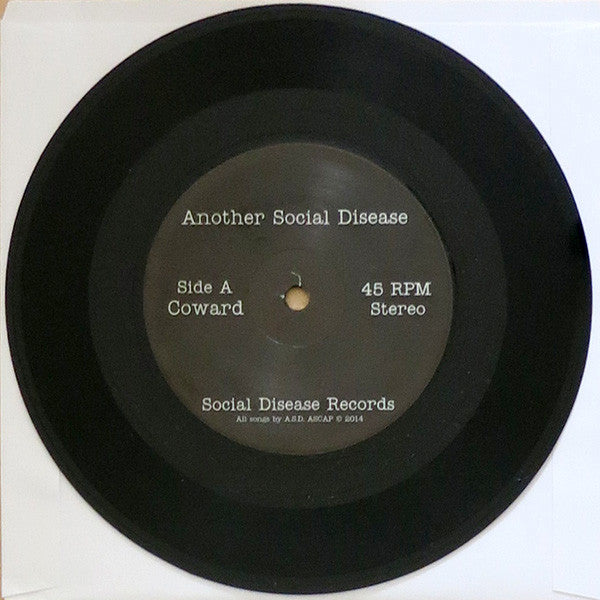 Another Social Disease
Side A
Coward
45 RPM
Stereo
Social Disease Records
All songs by A.S.D. ASCAP © 2014